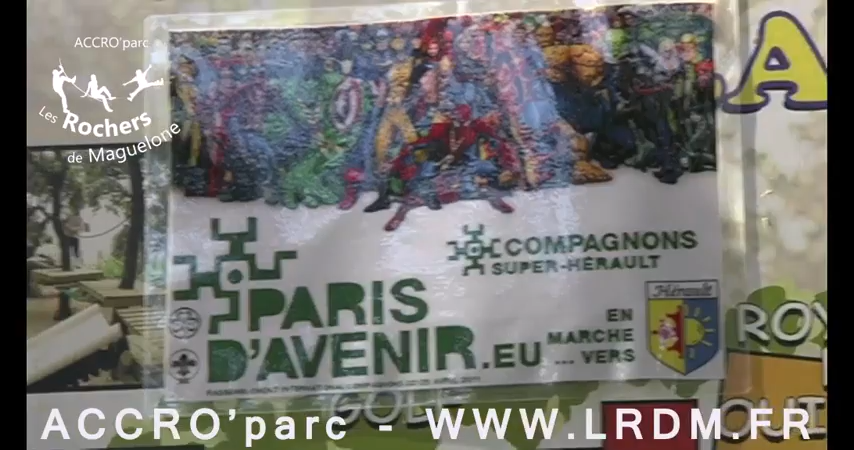 ACCRO'parc
Les Rochers
de Maguelone
COMPAGNONS
SUPER-HÉRAULT
PARIS
D'AVENIR.EU
EN
MARCHE
... VERS
Hérault
ACCRO'parc - WWW.LRDM.FR